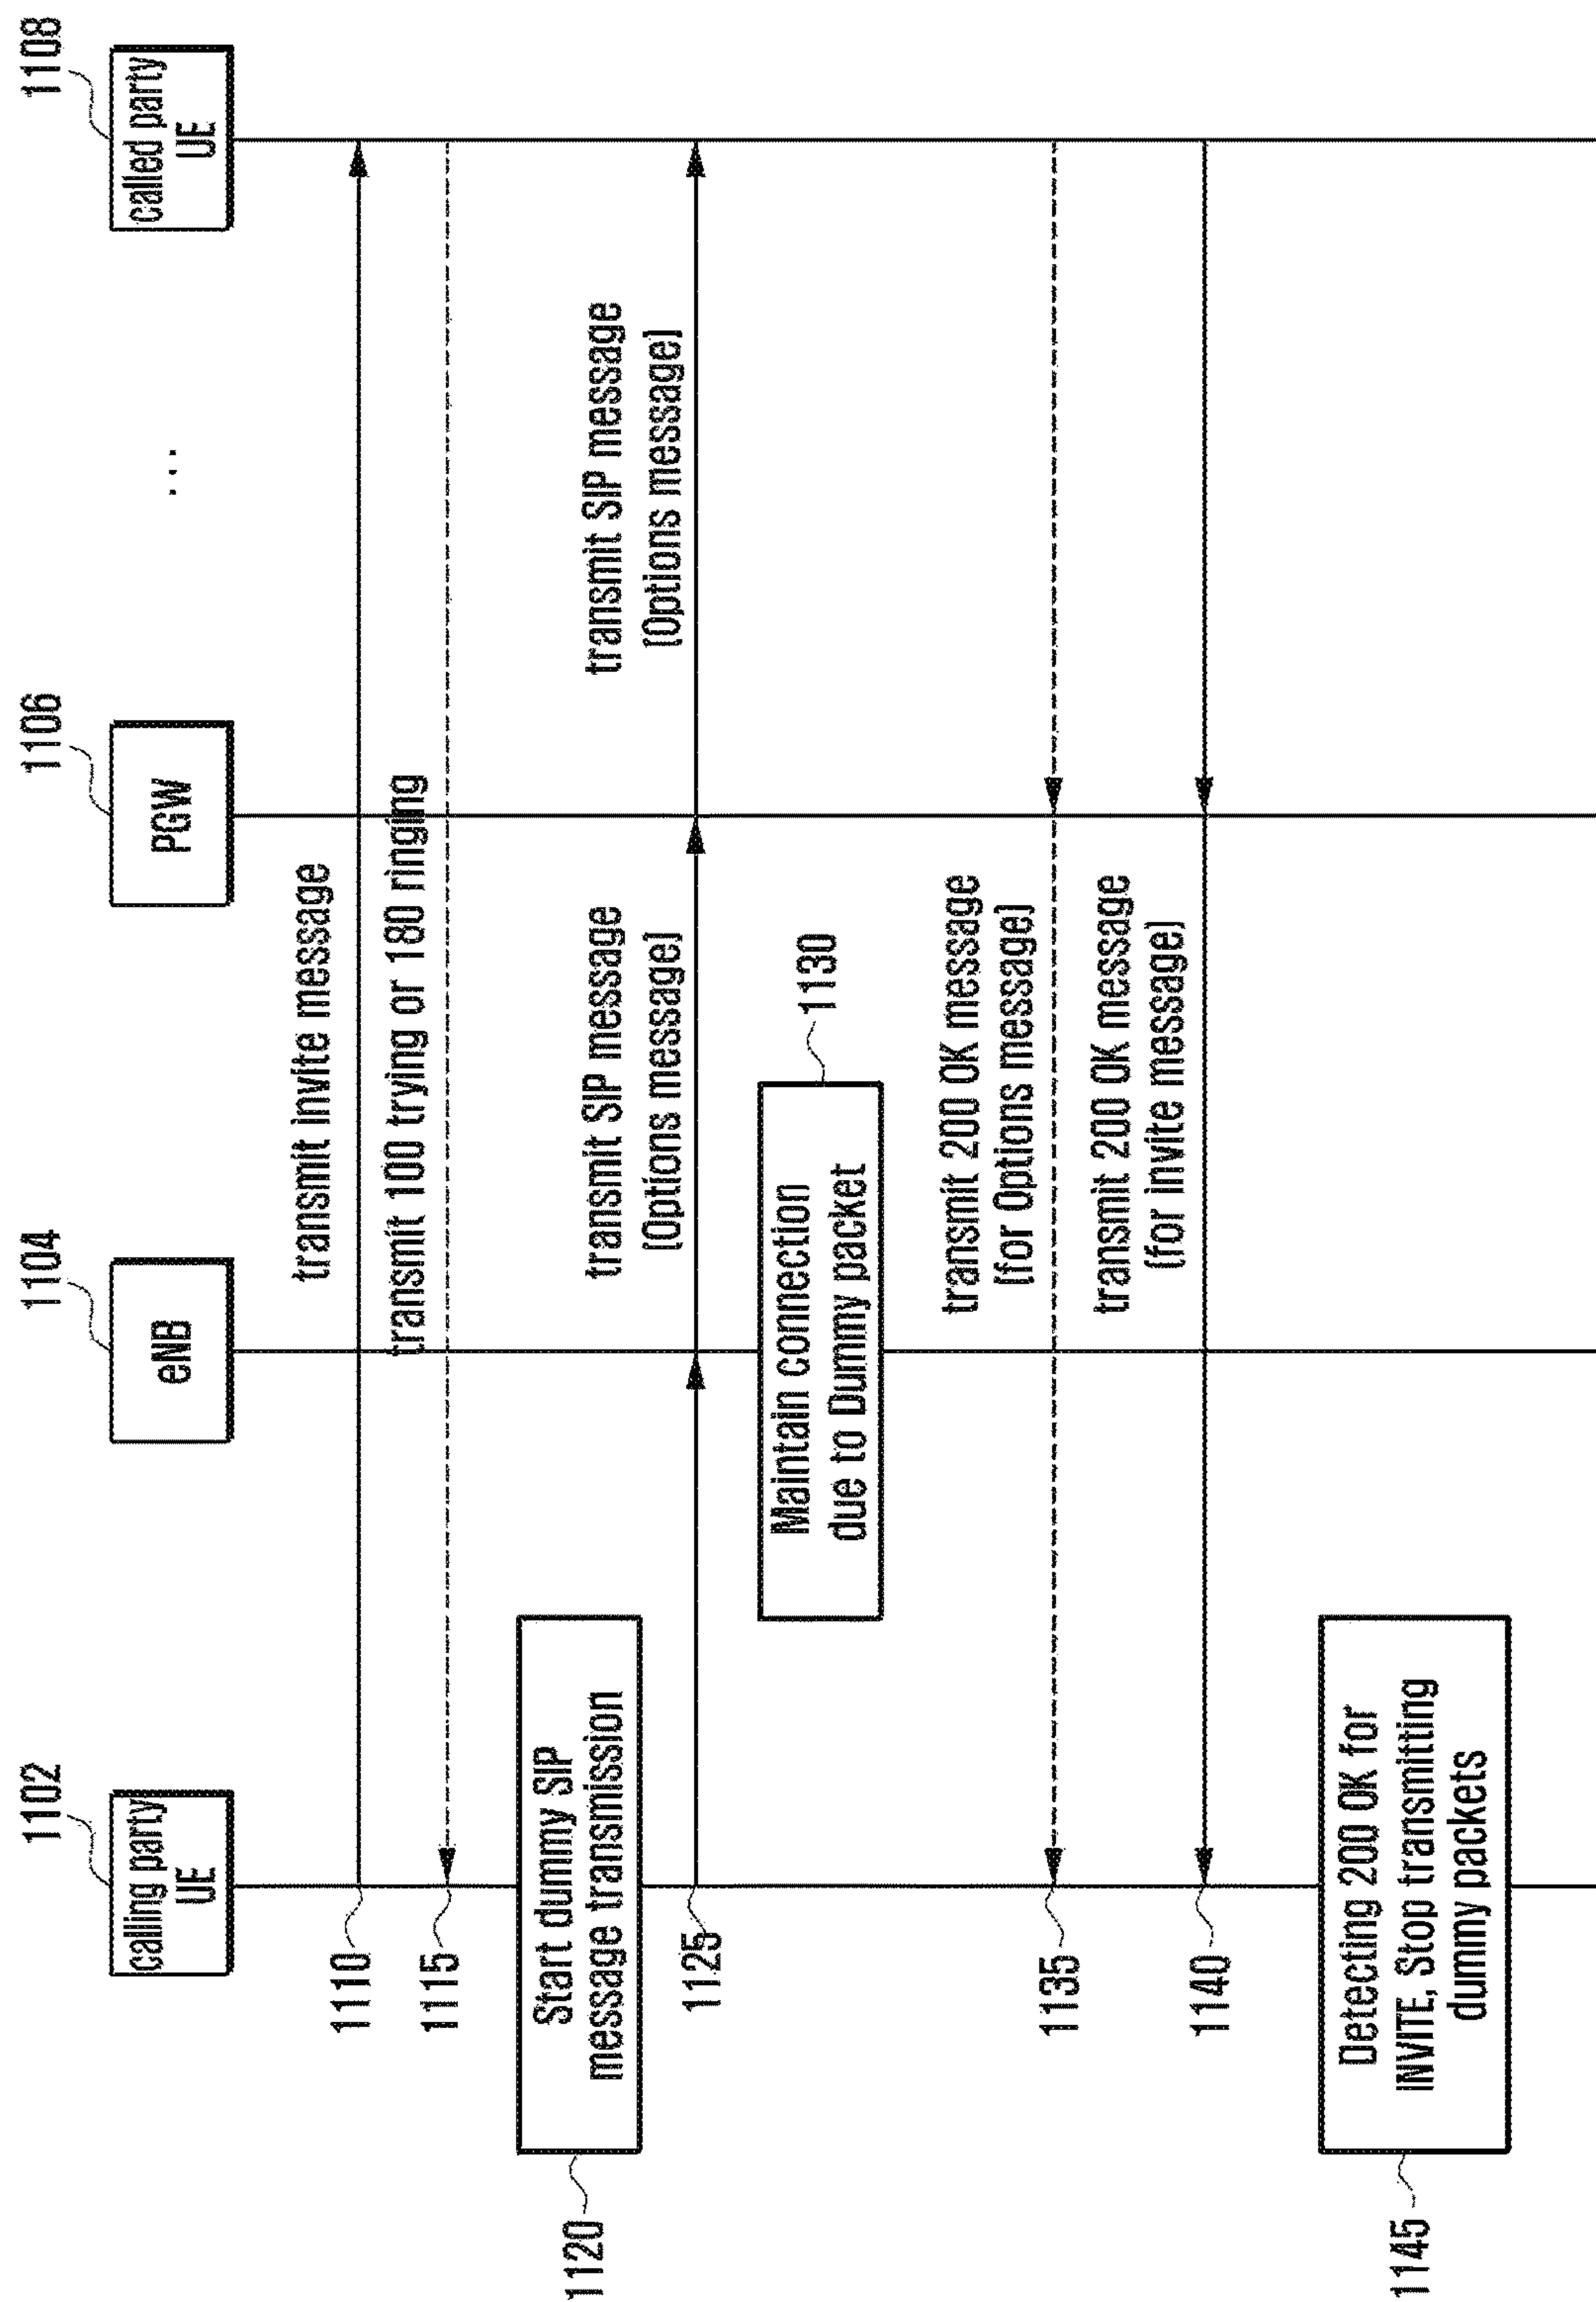 1102
calling party
UE
1104
eNB
1106
PGW
...
1108
called party
UE
1110
transmit invite message
1115
transmit 100 trying or 180 ringing
1120
Start dummy SIP
message transmission
1125
transmit SIP message
(Options message)
transmit SIP message
(Options message)
Maintain connection
due to Dummy packet
1130
1135
transmit 200 OK message
(for Options message)
1140
transmit 200 OK message
(for invite message)
1145
Detecting 200 OK for
INVITE, Stop transmitting
dummy packets